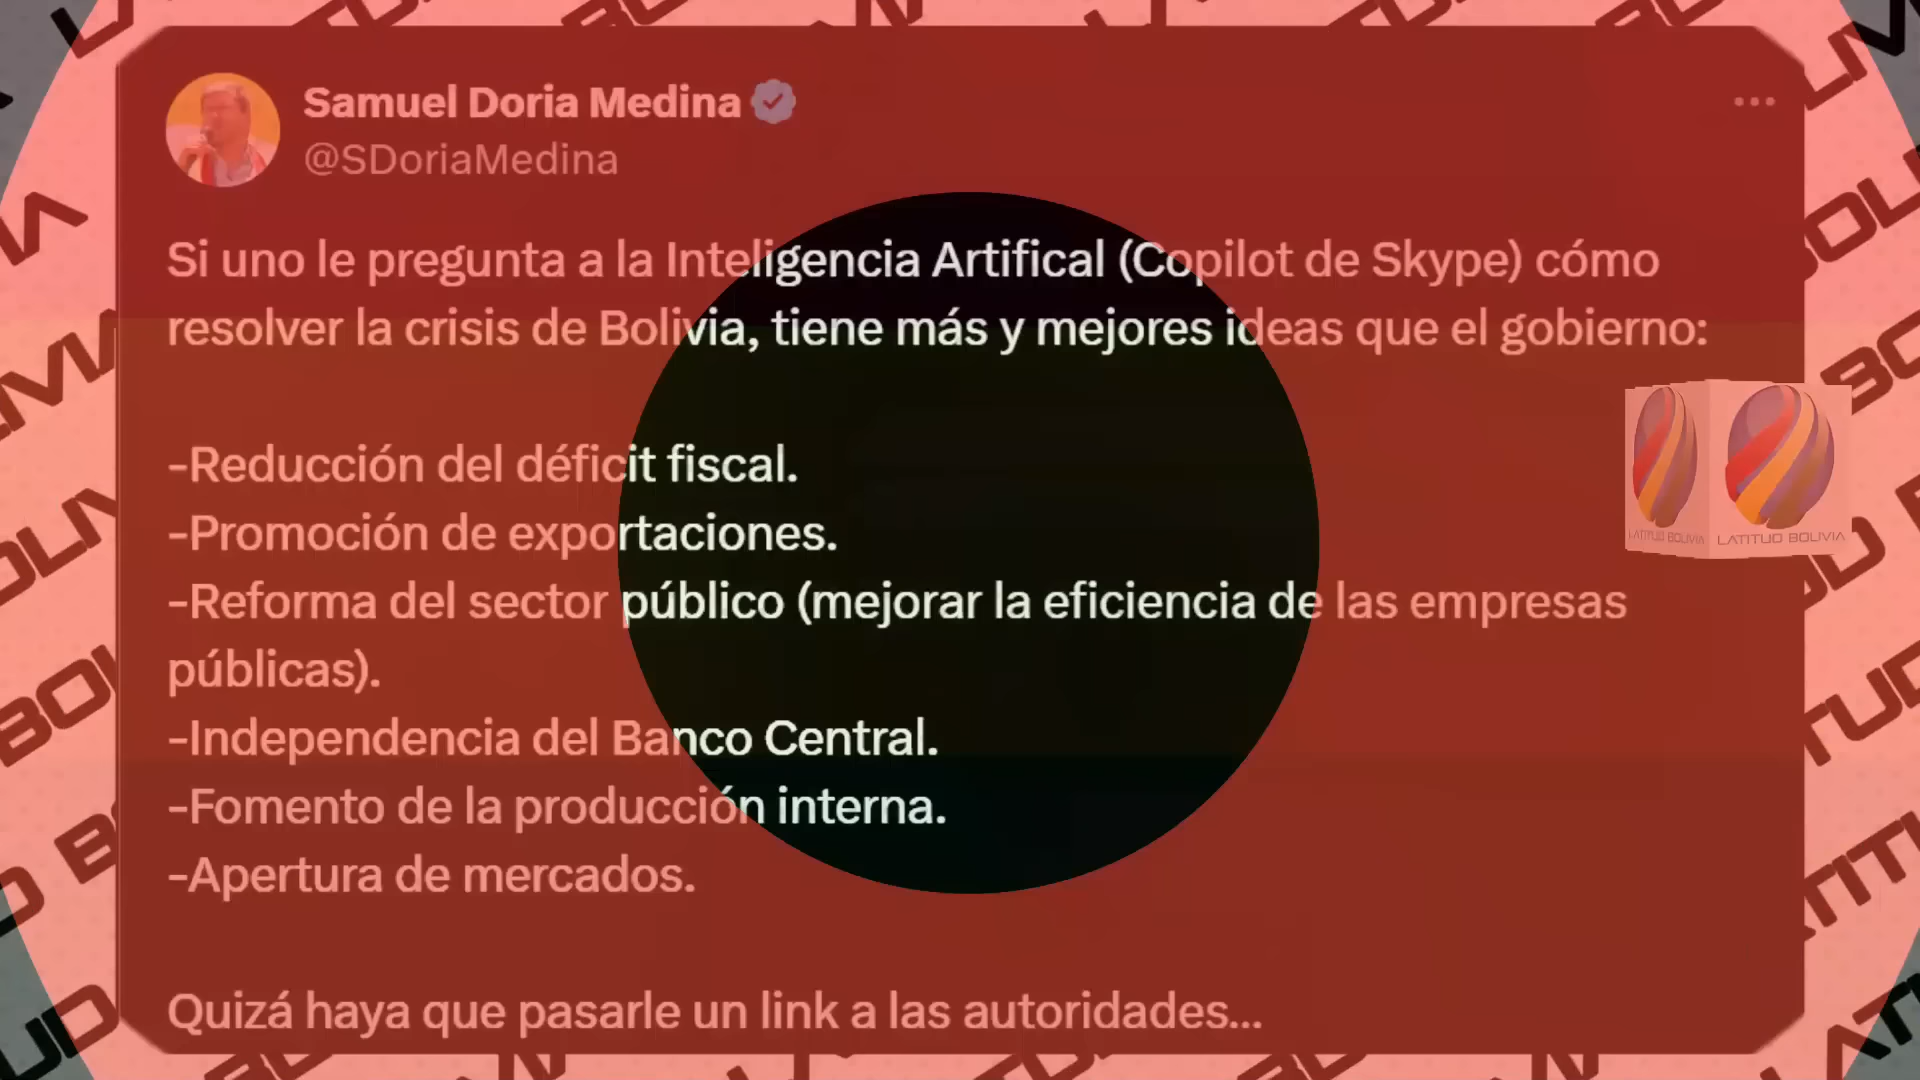 Samuel Doria Medina
@SDoriaMedina
Si uno le pregunta a la Inteligencia Artifical (Copilot de Skype) cómo
resolver la crisis de Bolivia, tiene más y mejores ideas que el gobierno:
-Reducción del déficit fiscal.
-Promoción de exportaciones.
-Reforma del sector público (mejorar la eficiencia de las empresas
públicas).
-Independencia del Banco Central.
-Fomento de la producción interna.
-Apertura de mercados.
Quizá haya que pasarle un link a las autoridades...
LATITUD BOLIVIA
LATITUD BOLIVIA